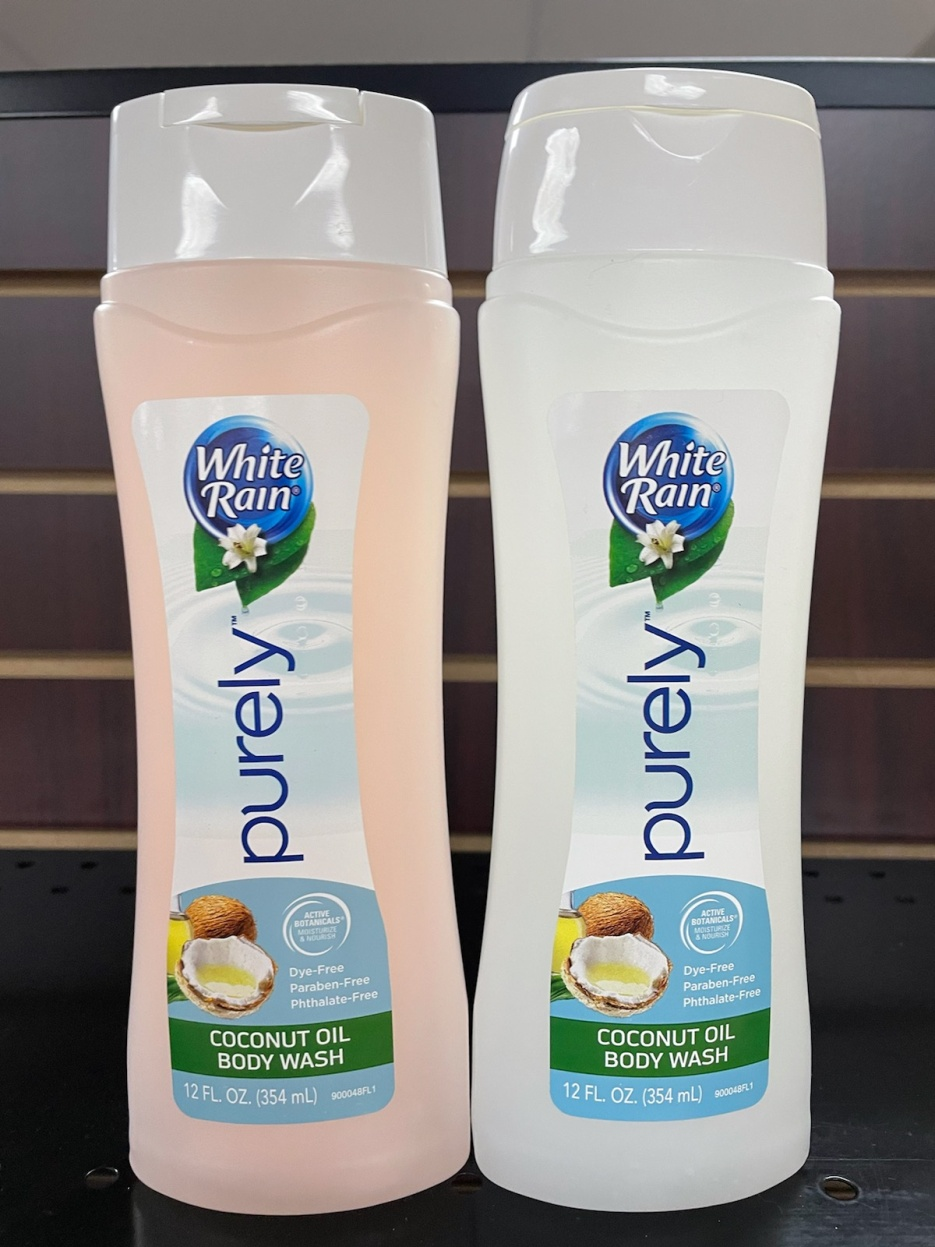 White
Rain®
purely™
ACTIVE
BOTANICALS®
MOISTURIZE
& NOURISH
Dye-Free
Paraben-Free
Phthalate-Free
COCONUT OIL
BODY WASH
12 FL. OZ. (354 mL) 900048FL1
White
Rain®
purely™
ACTIVE
BOTANICALS®
MOISTURIZE
& NOURISH
Dye-Free
Paraben-Free
Phthalate-Free
COCONUT OIL
BODY WASH
12 FL. OZ. (354 mL) 900048FL1